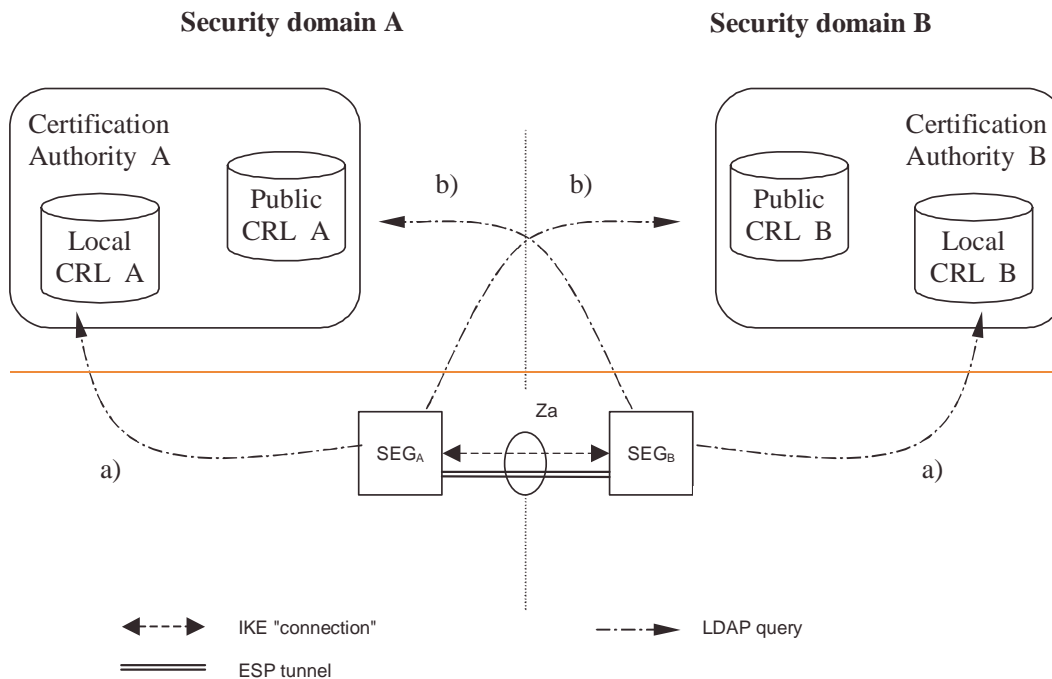 Security domain A
Security domain B
Certification
Authority A
Public
CRL A
Local
CRL A
b)
b)
Certification
Authority B
Public
CRL B
Local
CRL B
a)
Za
SEGA
SEGB
a)
IKE "connection"
LDAP query
ESP tunnel